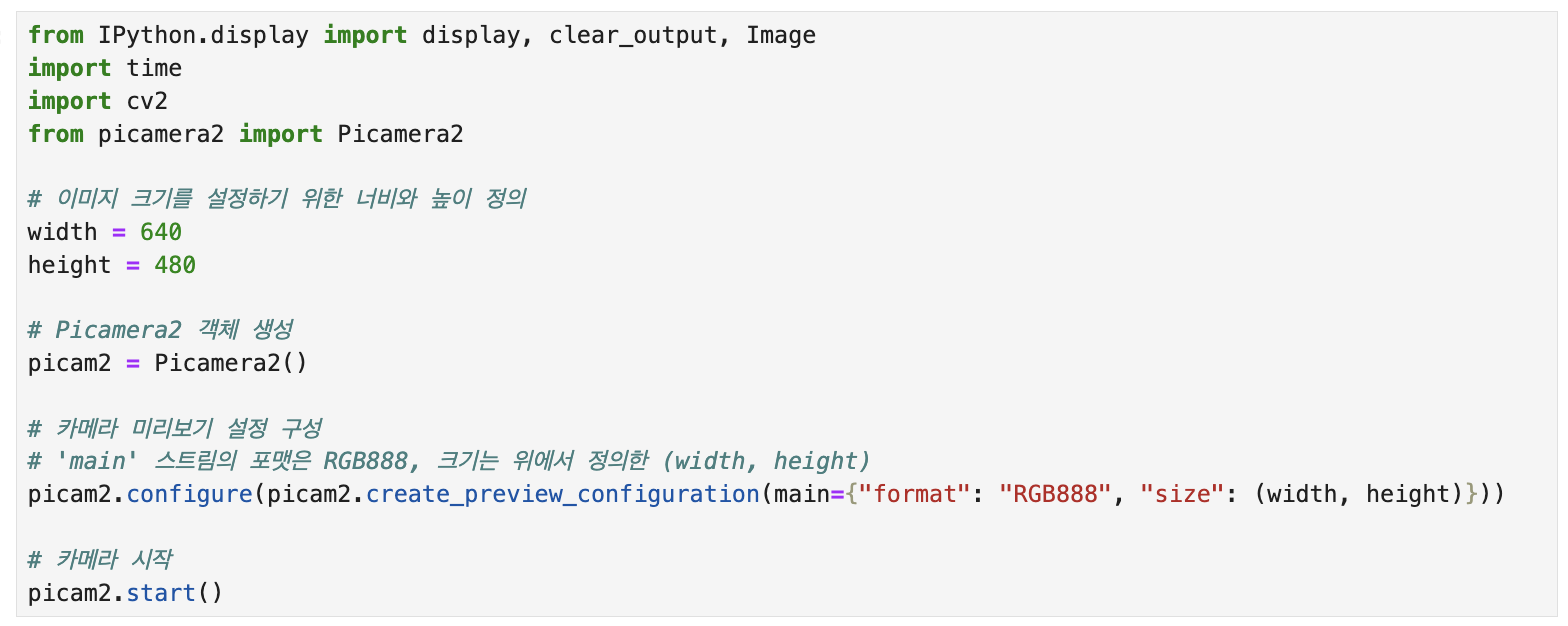 from IPython.display import display, clear_output, Image
import time
import cv2
from picamera2 import Picamera2
# 이미지 크기를 설정하기 위한 너비와 높이 정의
width = 640
height = 480
# Picamera2 객체 생성
picam2 = Picamera2()
# 카메라 미리보기 설정 구성
# 'main' 스트림의 포맷은 RGB888, 크기는 위에서 정의한 (width, height)
picam2.configure(picam2.create_preview_configuration(main={"format": "RGB888", "size": (width, height)}))
# 카메라 시작
picam2.start()